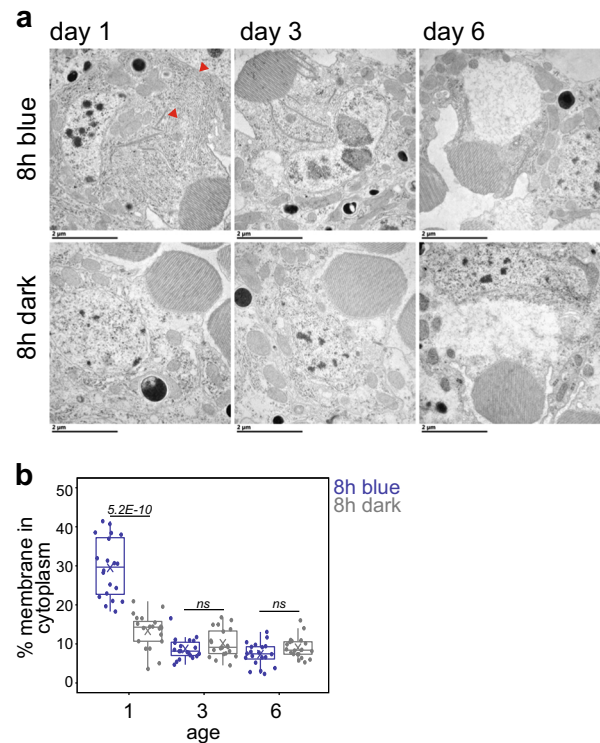 a
day 1 day 3 day 6
8h blue
2 µm 2 µm 2 µm
8h dark
2 µm 2 µm 2 µm
b
8h blue
8h dark
% membrane in
cytoplasm
50
40
30
20
10
0
5.2E-10
ns ns
1 3 6
age